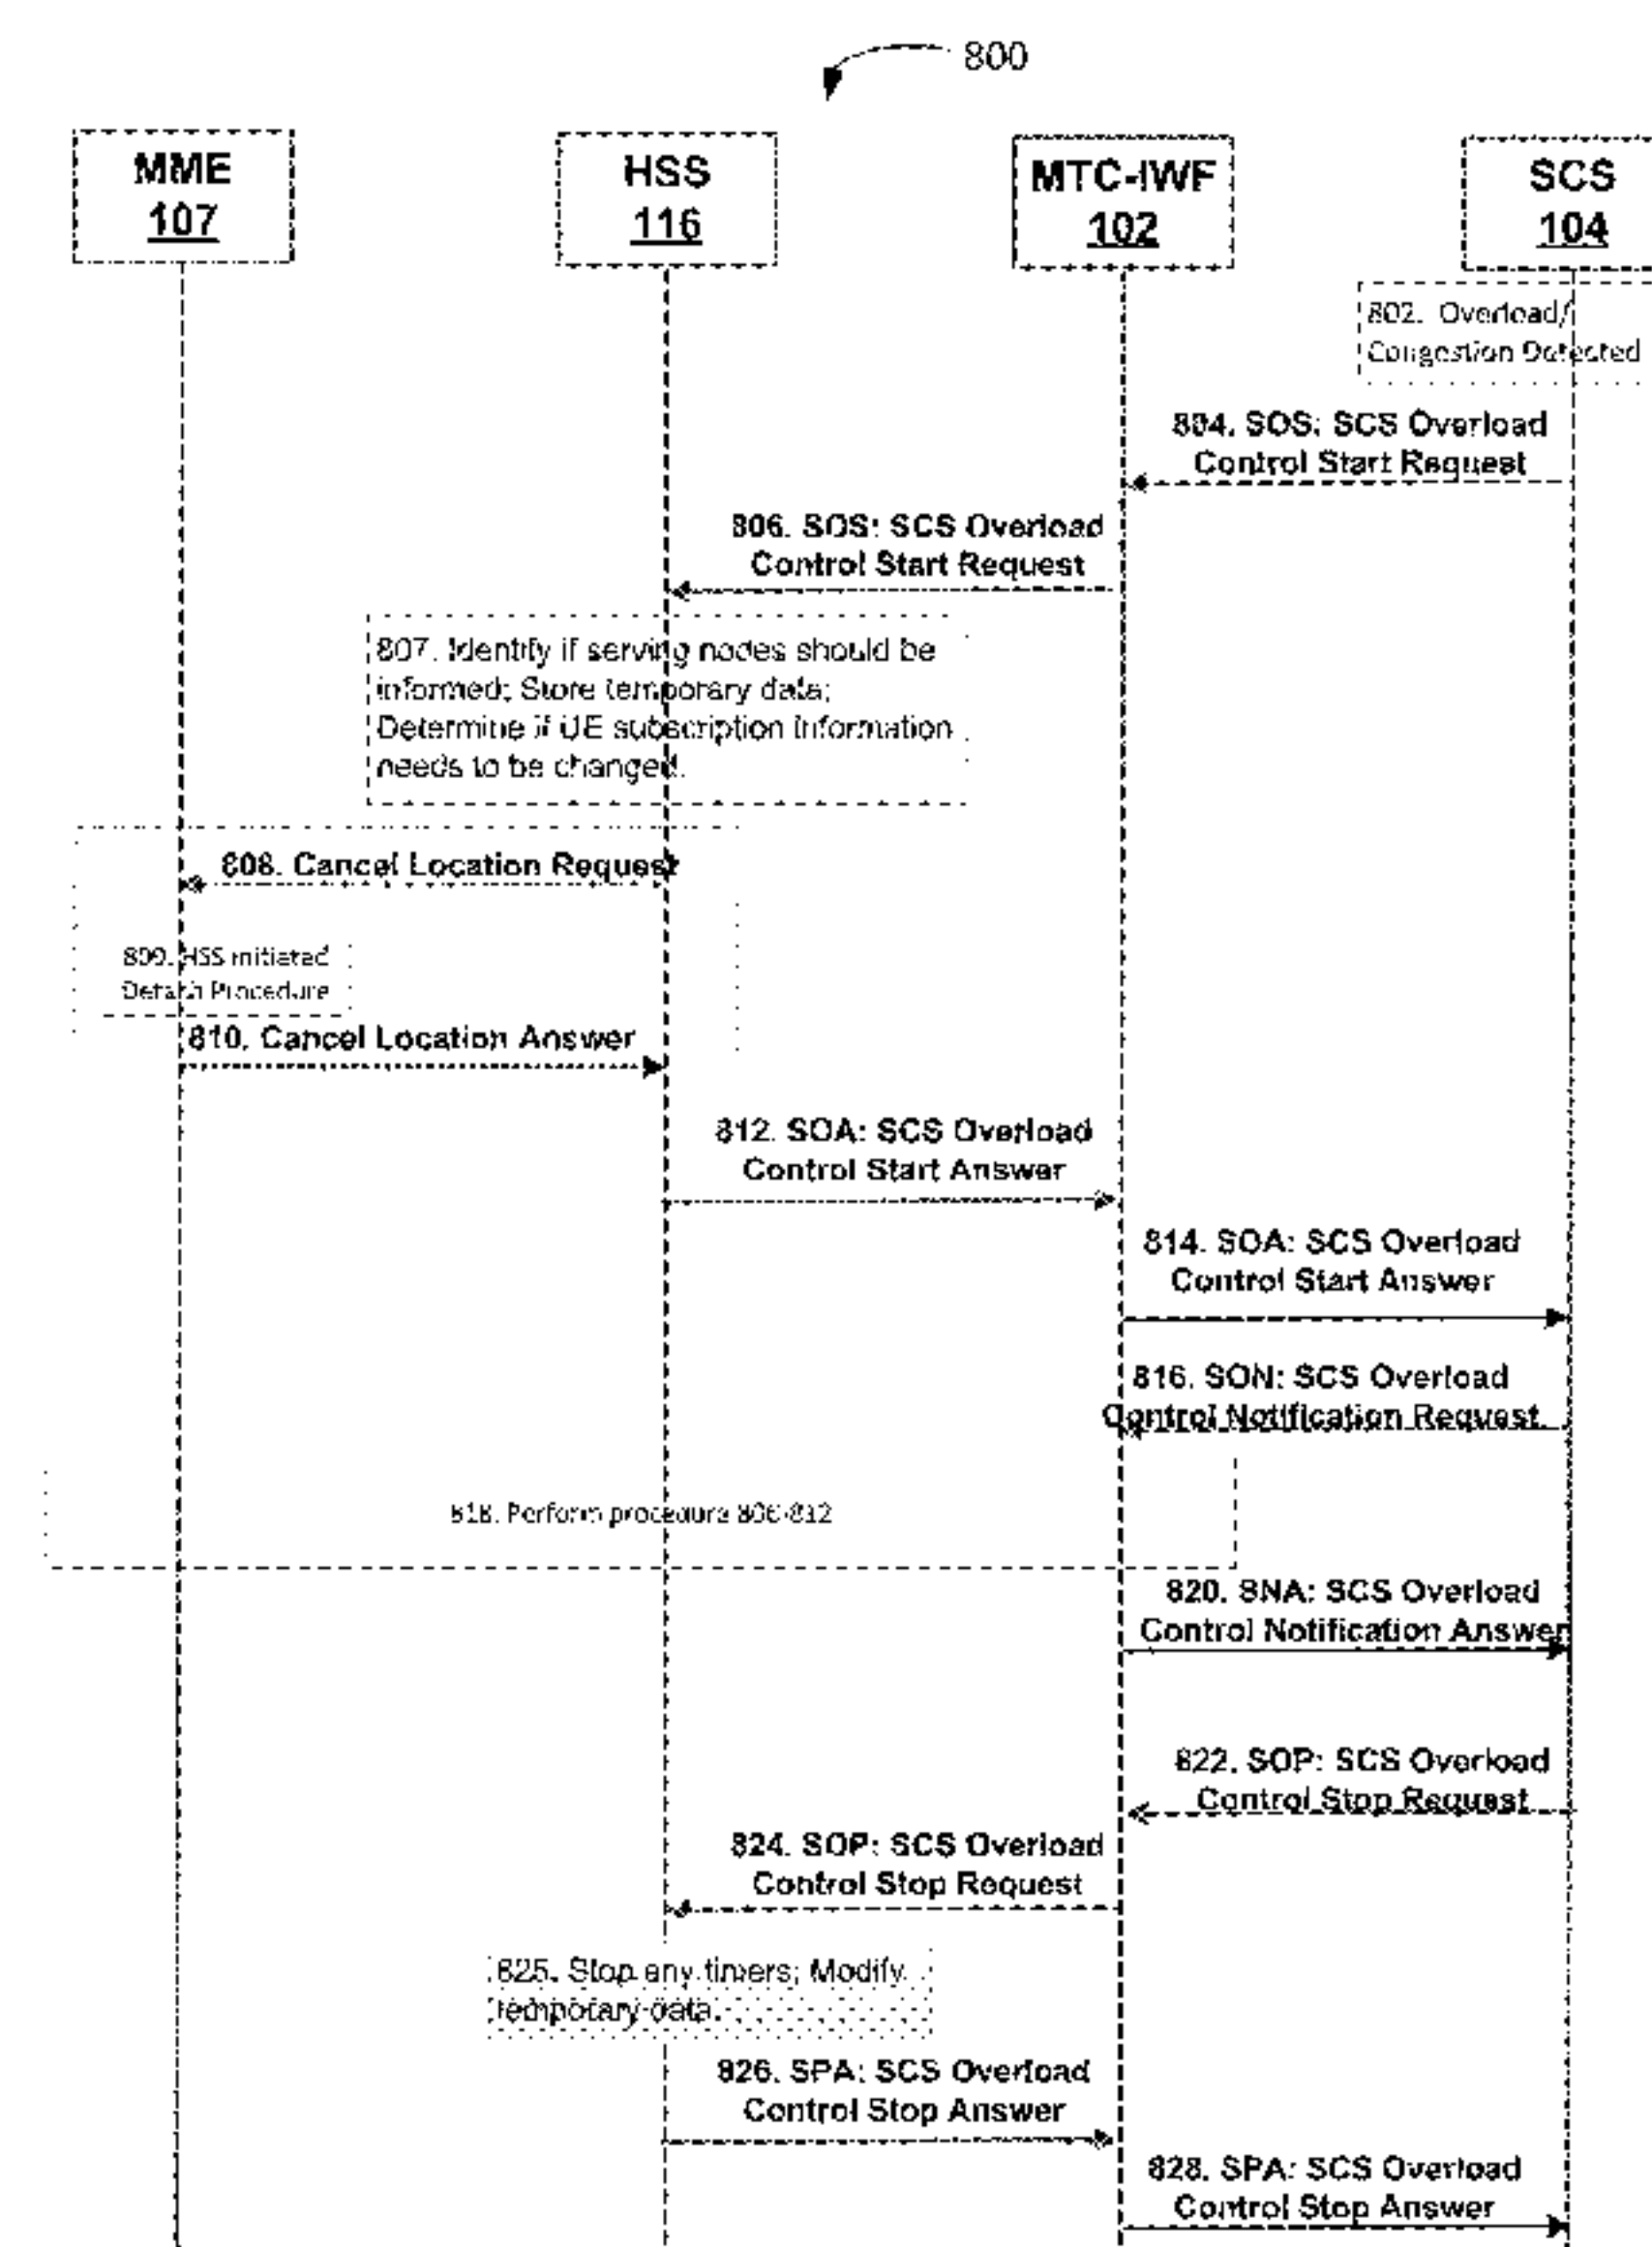 800
MME
107
HSS
116
MTC-IWF
102
SCS
104
802. Overload/
Congestion Detected
804. SOS: SCS Overload
Control Start Request
806. SOS: SCS Overload
Control Start Request
807. Identify if serving nodes should be
informed; Store temporary data;
Determine if UE subscription information
needs to be changed.
808. Cancel Location Request
809. HSS initiated
Detach Procedure
810. Cancel Location Answer
812. SOA: SCS Overload
Control Start Answer
814. SOA: SCS Overload
Control Start Answer
816. SON: SCS Overload
Control Notification Request
818. Perform procedure 806-812
820. SNA: SCS Overload
Control Notification Answer
822. SOP: SCS Overload
Control Stop Request
824. SOP: SCS Overload
Control Stop Request
825. Stop any timers; Modify
temporary data.
826. SPA: SCS Overload
Control Stop Answer
828. SPA: SCS Overload
Control Stop Answer